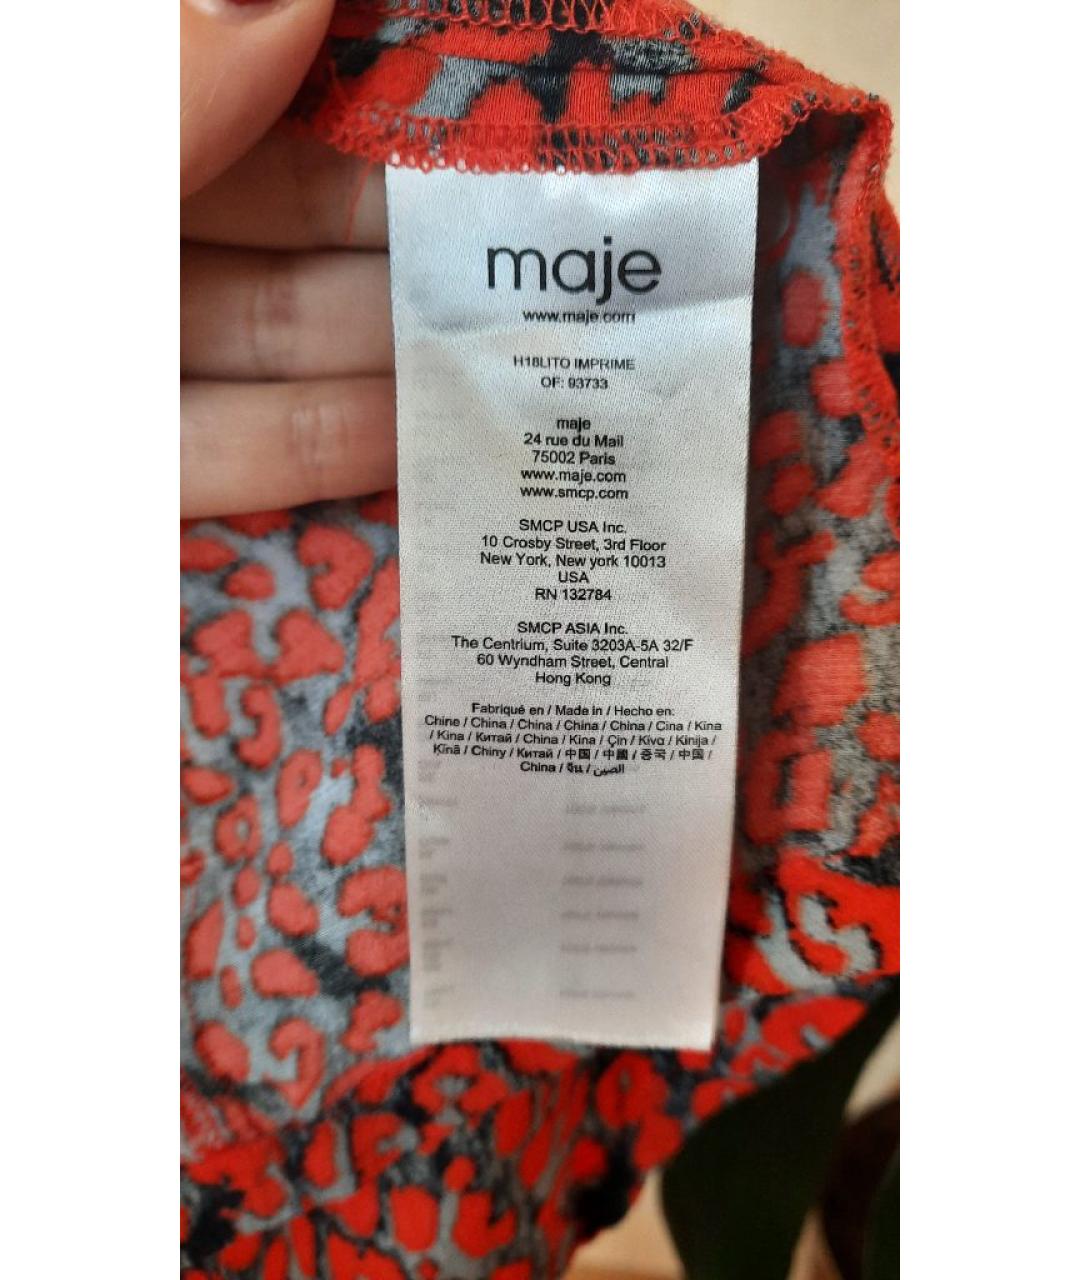 maje
www.maje.com
H18LITO IMPRIME
OF: 93733
maje
24 rue du Mail
75002 Paris
www.maje.com
www.smcp.com
SMCP USA Inc.
10 Crosby Street, 3rd Floor
New York, New york 10013
USA
RN 132784
SMCP ASIA Inc.
The Centrium, Suite 3203A-5A 32/F
60 Wyndham Street, Central
Hong Kong
Fabriqué en / Made in / Hecho en:
Chine / China / China / China / China / Cina / Kina
/ Kina / Китай / China / Kina / Çin / Κίνα / Kinija /
Ķīnā / Chiny / Китай / 中国 / 中國 / 중국 / 中国 /
China / จีน / الصين